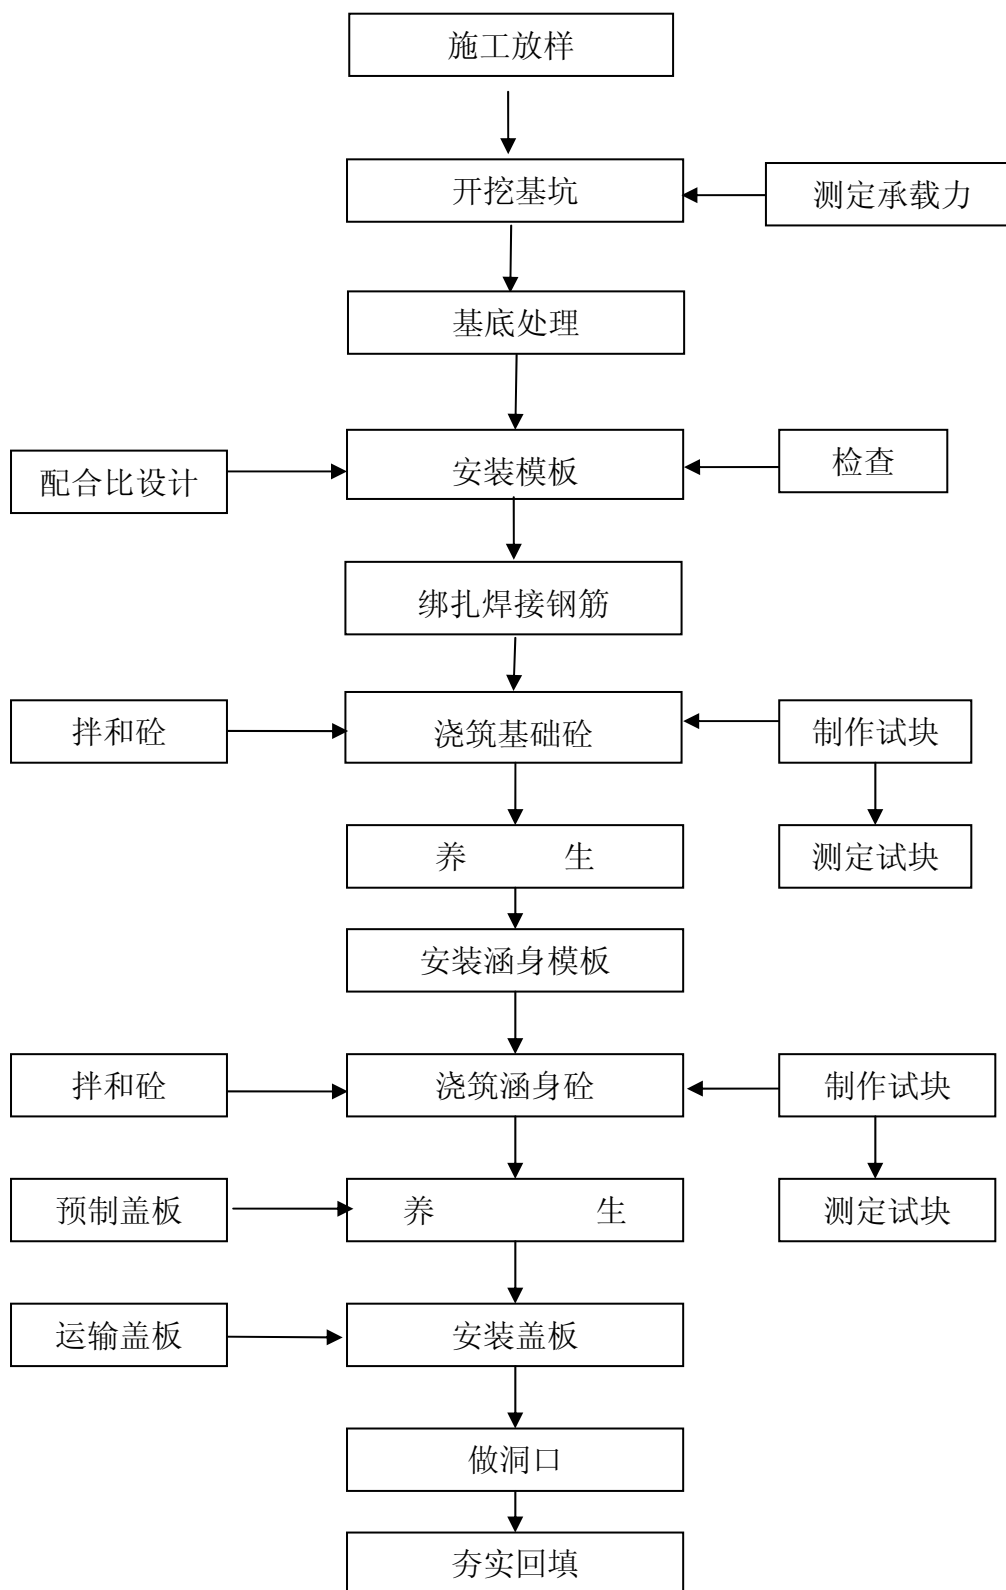 施工放样
开挖基坑
测定承载力
基底处理
配合比设计
安装模板
检查
绑扎焊接钢筋
拌和砼
浇筑基础砼
制作试块
养 生
测定试块
安装涵身模板
拌和砼
浇筑涵身砼
制作试块
预制盖板
养 生
测定试块
运输盖板
安装盖板
做洞口
夯实回填